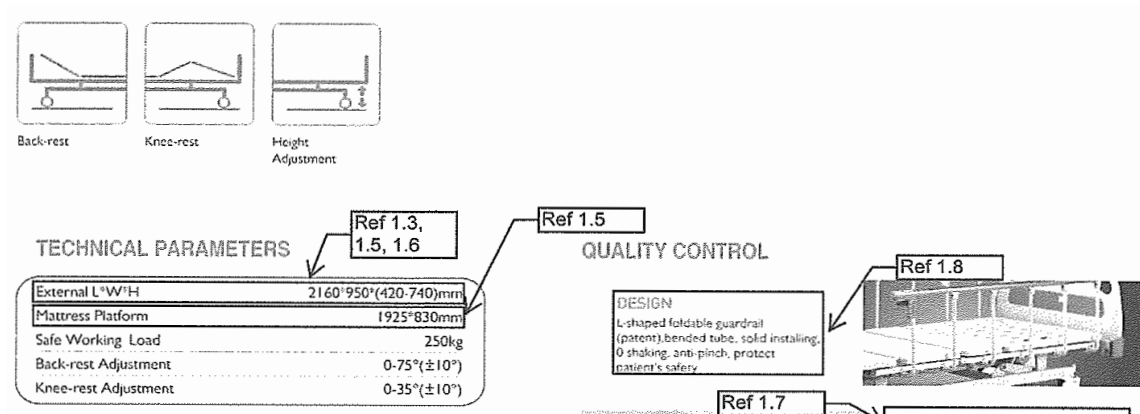 Back-rest
Knee-rest
Height
Adjustment
Ref 1.3,
1.5, 1.6
Ref 1.5
TECHNICAL PARAMETERS
External L*W*H 2160*950*(420-740)mm
Mattress Platform 1925*830mm
Safe Working Load 250kg
Back-rest Adjustment 0-75°(±10°)
Knee-rest Adjustment 0-35°(±10°)
QUALITY CONTROL
Ref 1.8
DESIGN
L-shaped foldable guardrail
(patent),bended tube, solid installing,
0 shaking, anti-pinch, protect
patient's safety
Ref 1.7